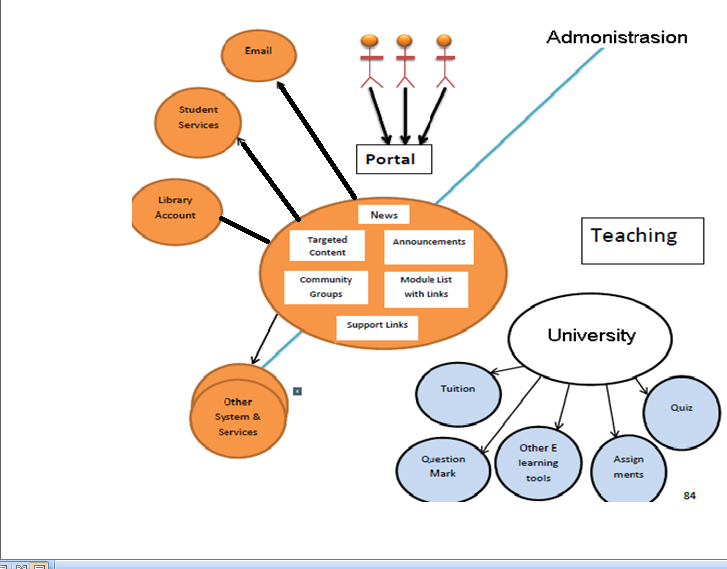 Email
Admonistrasion
Student
Services
Portal
Library
Account
News
Targeted
Content
Announcements
Teaching
Community
Groups
Module List
with Links
Support Links
University
Tuition
Quiz
Other
System &
Services
Question
Mark
Other E
learning
tools
Assign
ments
84